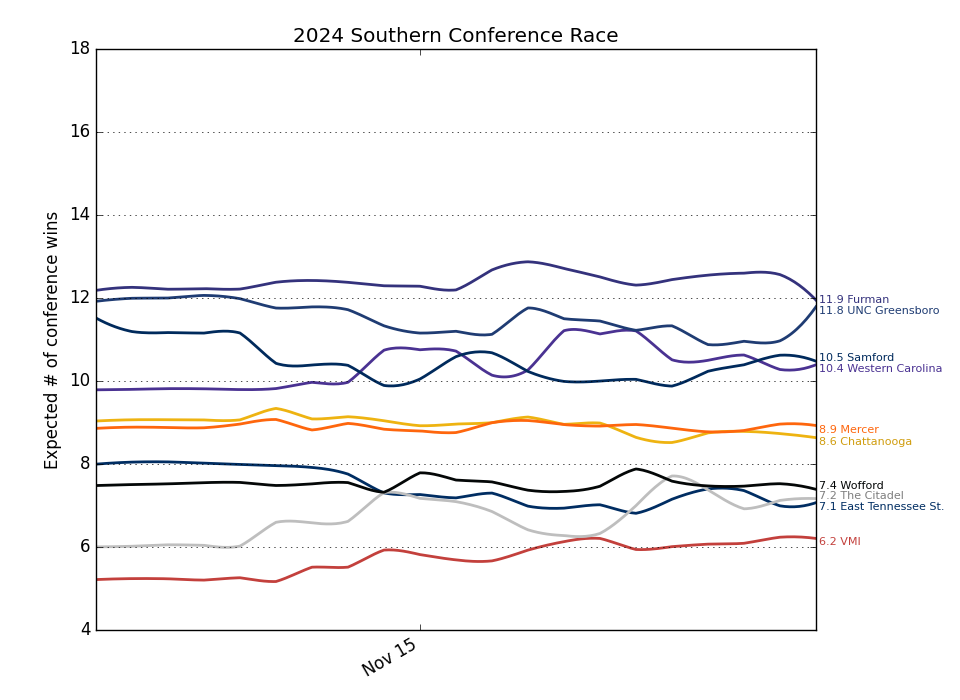 2024 Southern Conference Race
Expected # of conference wins
18
16
14
12
10
8
6
4
Nov 15
11.9 Furman
11.8 UNC Greensboro
10.5 Samford
10.4 Western Carolina
8.9 Mercer
8.6 Chattanooga
7.4 Wofford
7.2 The Citadel
7.1 East Tennessee St.
6.2 VMI